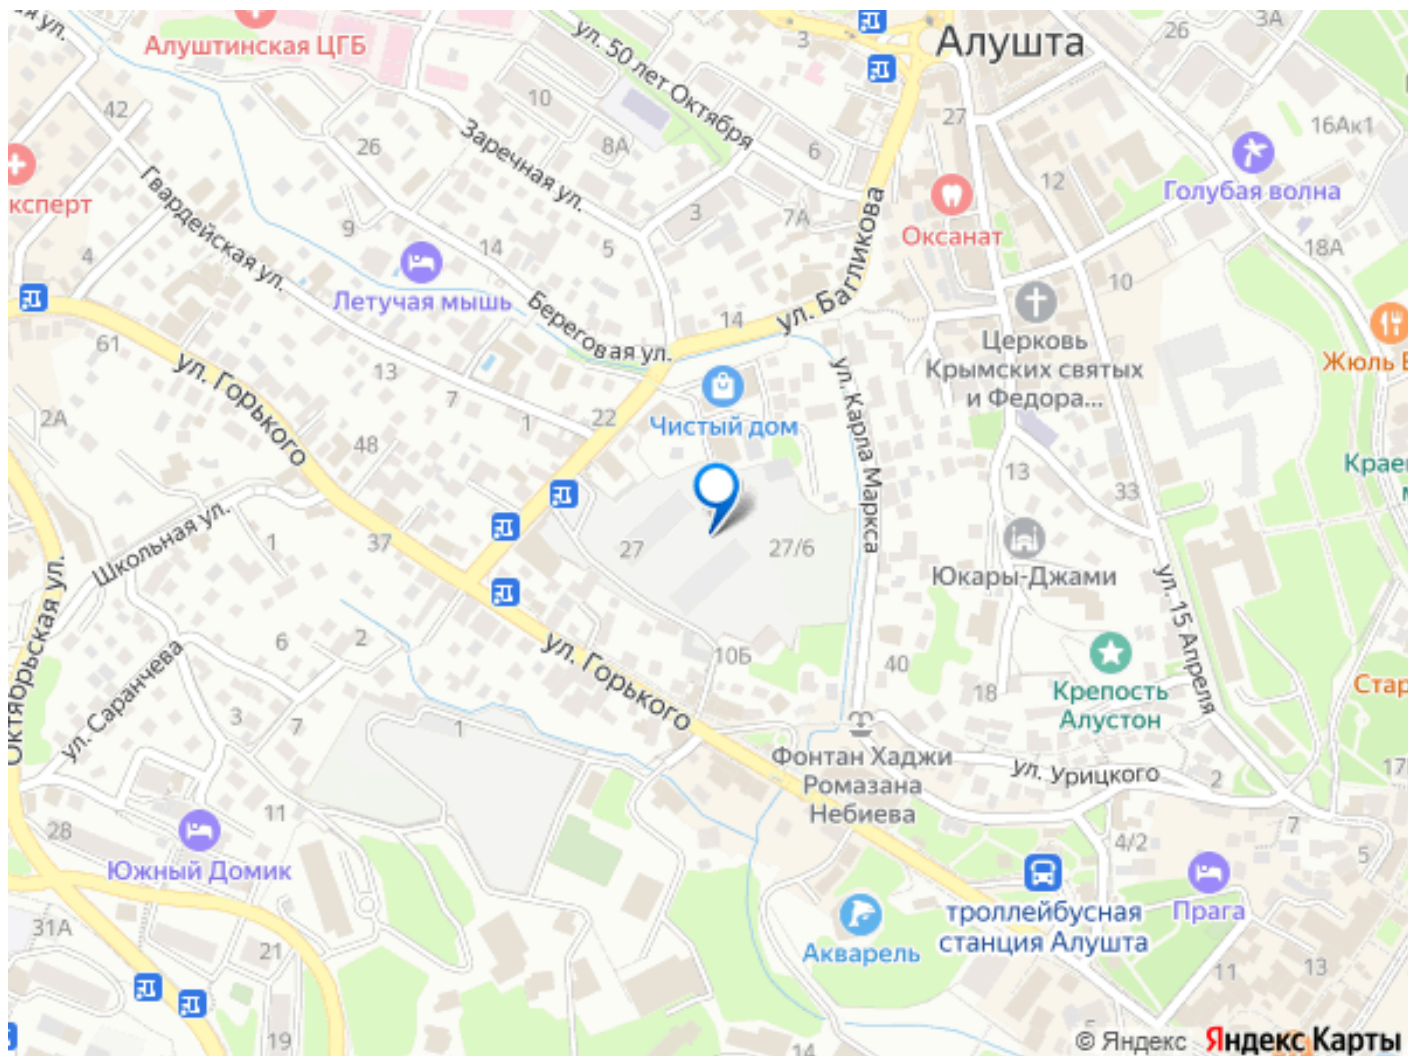 Алуштинская ЦГБ
ул. 50 лет Октября
3
Алушта
26
3А
42
10
8А
27
16Ак1
26
Заречная ул.
6
12
Голубая волна
ксперт
Гвардейская ул.
9
14
3
7А
5
Оксанат
18А
4
Летучая мышь
Береговая ул.
14
ул. Багликова
10
61
ул. Горького
13
7
1
22
Чистый дом
ул. Карла Маркса
Церковь
Крымских святых
и Федора...
2А
48
13
33
Школьная ул.
1
37
27
27/6
Юкары-Джами
ул. 15 Апреля
Октябрьская ул.
ул. Саранчева
6
2
3
7
1
ул. Горького
10Б
40
18
Крепость
Алустон
Фонтан Хаджи
Ромазана
Небиева
ул. Урицкого
2
28
11
Южный Домик
4/2
7
5
31А
21
19
Акварель
троллейбусная
станция Алушта
Прага
11
13
14
© Яндекс Яндекс Карты